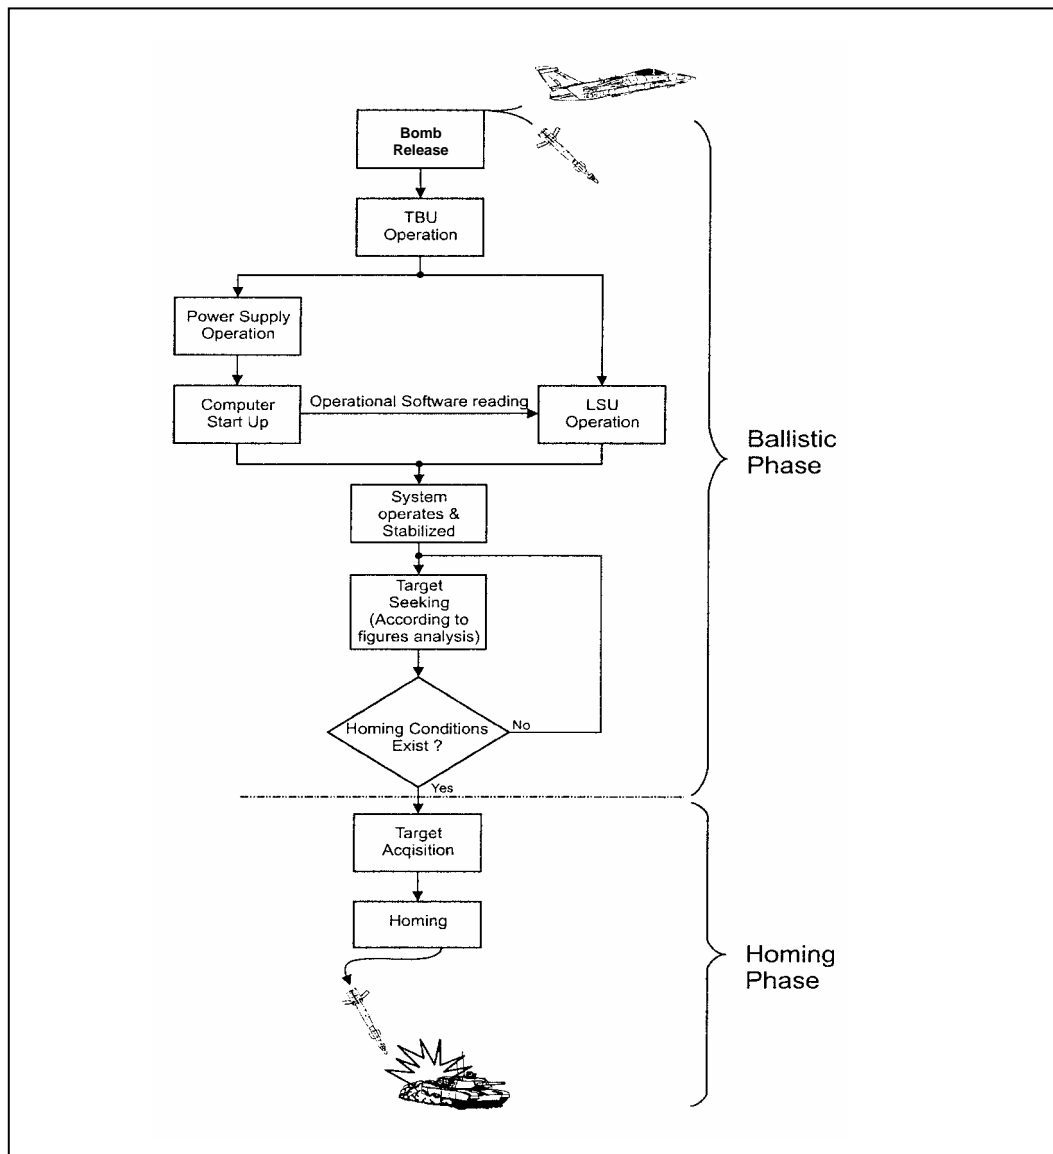 Bomb
Release
TBU
Operation
Power Supply
Operation
Computer
Start Up
Operational Software reading
LSU
Operation
Ballistic
Phase
System
operates &
Stabilized
Target
Seeking
(According to
figures analysis)
Homing Conditions
Exist ?
No
Yes
Target
Acqisition
Homing
Homing
Phase